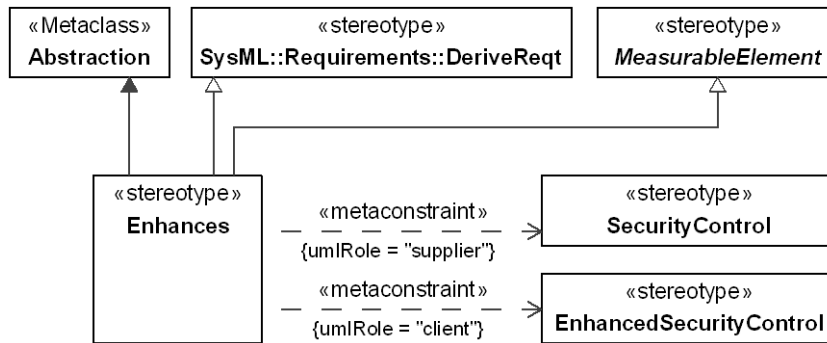 «Metaclass»
Abstraction
«stereotype»
SysML::Requirements::DeriveReqt
«stereotype»
MeasurableElement
«stereotype»
Enhances
«metaconstraint»
{umlRole = "supplier"}
«stereotype»
SecurityControl
«metaconstraint»
{umlRole = "client"}
«stereotype»
EnhancedSecurityControl